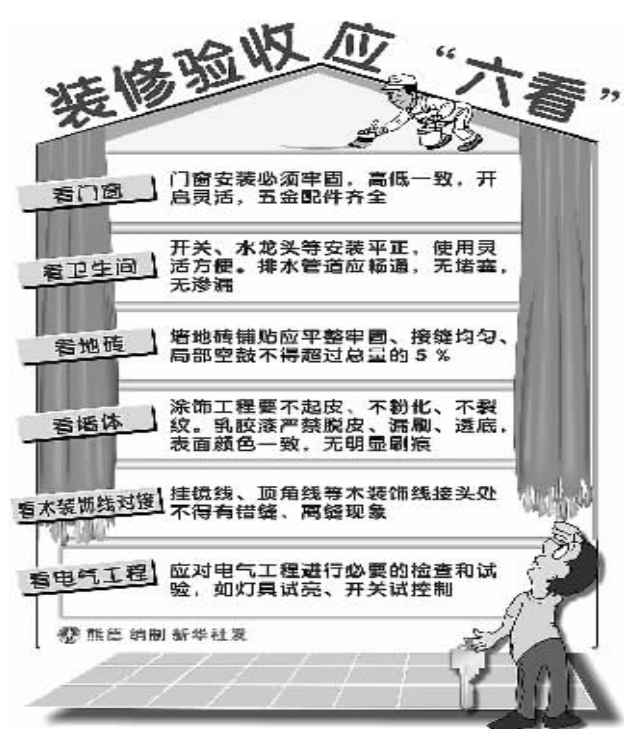 装修验收应“六看”
看门窗
门窗安装必须牢固，高低一致，开
启灵活，五金配件齐全
看卫生间
开关、水龙头等安装平正，使用灵
活方便。排水管道应畅通，无堵塞，
无渗漏
看地砖
墙地砖铺贴应平整牢固、接缝均匀、
局部空鼓不得超过总量的5%
看墙体
涂饰工程要不起皮、不粉化、不裂
纹。乳胶漆严禁脱皮、漏刷、透底，
表面颜色一致，无明显刷痕
看木装饰线对接
挂镜线、顶角线等木装饰线接头处
不得有错缝、离缝现象
看电气工程
应对电气工程进行必要的检查和试
验，如灯具试亮、开关试控制
熊德 编制 新华社发